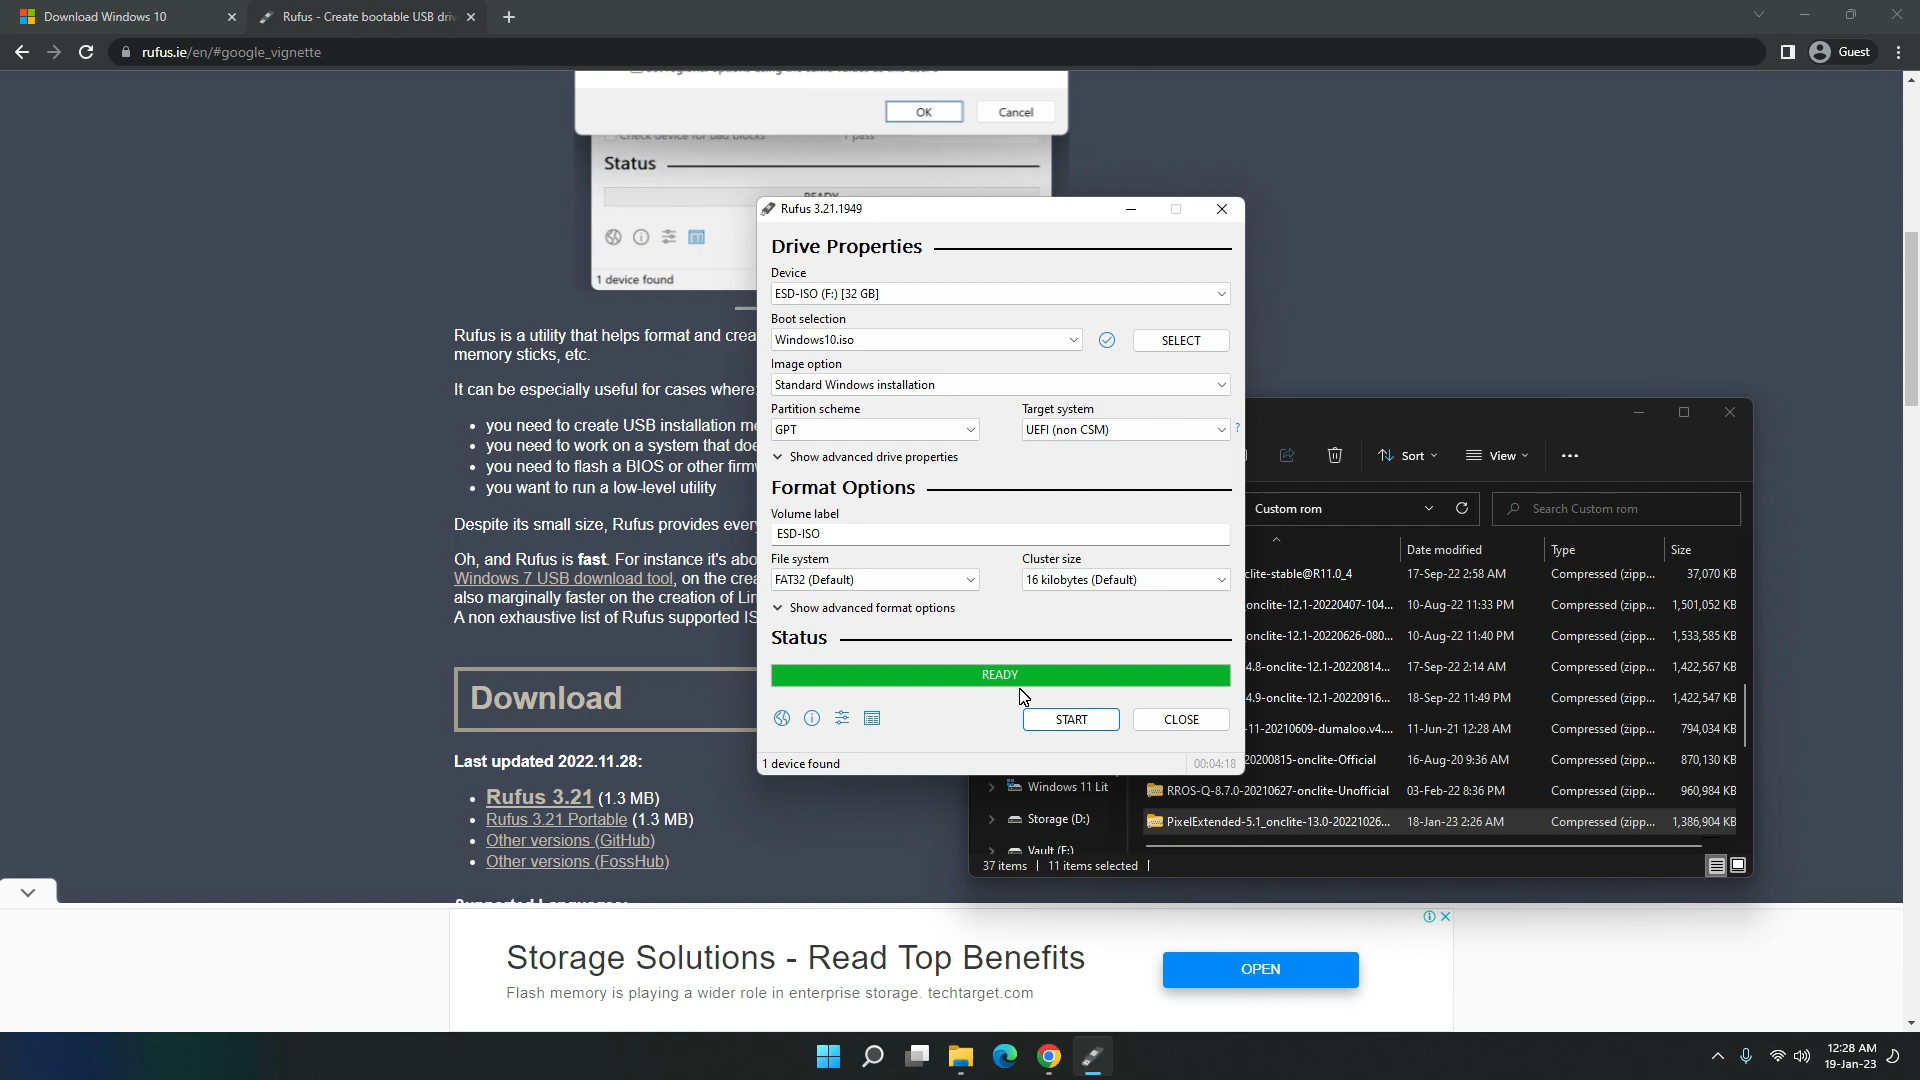 Download Windows 10
Rufus - Create bootable USB driv
rufus.ie/en/#google_vignette
Guest
OK
Cancel
Check device for bad blocks
1 pass
Status
READY
1 device found
Rufus is a utility that helps format and crea
memory sticks, etc.
It can be especially useful for cases where:
you need to create USB installation me
you need to work on a system that doe
you need to flash a BIOS or other firmw
you want to run a low-level utility
Despite its small size, Rufus provides every
Oh, and Rufus is fast. For instance it's abo
Windows 7 USB download tool, on the crea
also marginally faster on the creation of Lin
A non exhaustive list of Rufus supported IS
Download
Last updated 2022.11.28:
Rufus 3.21 (1.3 MB)
Rufus 3.21 Portable (1.3 MB)
Other versions (GitHub)
Other versions (FossHub)
Supported Languages:
Rufus 3.21.1949
Drive Properties
Device
ESD-ISO (F:) [32 GB]
Boot selection
Windows10.iso
SELECT
Image option
Standard Windows installation
Partition scheme
Target system
GPT
UEFI (non CSM)
?
Show advanced drive properties
Format Options
Volume label
ESD-ISO
File system
Cluster size
FAT32 (Default)
16 kilobytes (Default)
Show advanced format options
Status
READY
START
CLOSE
1 device found
00:04:18
Sort
View
Custom rom
Search Custom rom
Date modified
Type
Size
clite-stable@R11.0_4 17-Sep-22 2:58 AM Compressed (zipp... 37,070 KB
onclite-12.1-20220407-104... 10-Aug-22 11:33 PM Compressed (zipp... 1,501,052 KB
onclite-12.1-20220626-080... 10-Aug-22 11:40 PM Compressed (zipp... 1,533,585 KB
4.8-onclite-12.1-20220814... 17-Sep-22 2:14 AM Compressed (zipp... 1,422,567 KB
4.9-onclite-12.1-20220916... 18-Sep-22 11:49 PM Compressed (zipp... 1,422,547 KB
-11-20210609-dumaloo.v4.... 11-Jun-21 12:28 AM Compressed (zipp... 794,034 KB
20200815-onclite-Official 16-Aug-20 9:36 AM Compressed (zipp... 870,130 KB
RROS-Q-8.7.0-20210627-onclite-Unofficial 03-Feb-22 8:36 PM Compressed (zipp... 960,984 KB
PixelExtended-5.1_onclite-13.0-20221026... 18-Jan-23 2:26 AM Compressed (zipp... 1,386,904 KB
Windows 11 Lit
Storage (D:)
Vault (E:)
37 items
11 items selected
Storage Solutions - Read Top Benefits
Flash memory is playing a wider role in enterprise storage. techtarget.com
OPEN
12:28 AM
19-Jan-23